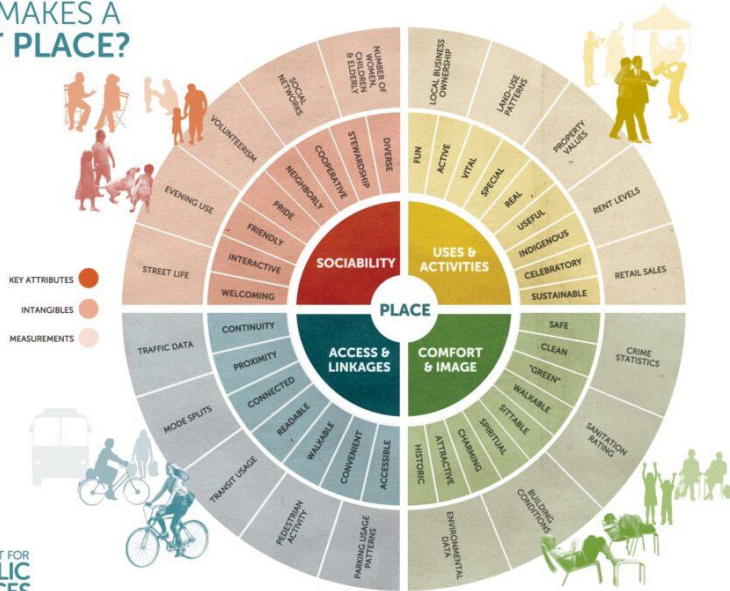 MAKES A
T PLACE?
KEY ATTRIBUTES
INTANGIBLES
MEASUREMENTS
PLACE
SOCIABILITY
DIVERSE
STEWARDSHIP
COOPERATIVE
NEIGHBORLY
PRIDE
FRIENDLY
INTERACTIVE
WELCOMING
NUMBER OF
CHILDREN
WOMEN,
& ELDERLY
SOCIAL
NETWORKS
VOLUNTEERISM
EVENING USE
STREET LIFE
USES &
ACTIVITIES
FUN
ACTIVE
VITAL
SPECIAL
REAL
USEFUL
INDIGENOUS
CELEBRATORY
SUSTAINABLE
LOCAL BUSINESS
OWNERSHIP
LAND-USE
PATTERNS
PROPERTY
VALUES
RENT LEVELS
RETAIL SALES
COMFORT
& IMAGE
SAFE
CLEAN
"GREEN"
WALKABLE
SITTABLE
SPIRITUAL
CHARMING
ATTRACTIVE
HISTORIC
CRIME
STATISTICS
SANITATION
RATING
BUILDING
CONDITIONS
ENVIRONMENTAL
DATA
ACCESS &
LINKAGES
CONTINUITY
PROXIMITY
CONNECTED
READABLE
WALKABLE
CONVENIENT
ACCESSIBLE
TRAFFIC DATA
MODE SPLITS
TRANSIT USAGE
PEDESTRIAN
ACTIVITY
PARKING USAGE
PATTERNS
T FOR
LIC
CES